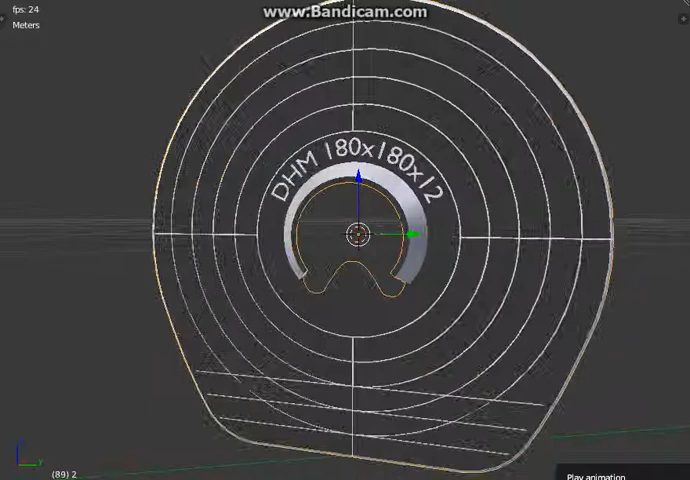 fps: 24
www.Bandicam.com
Meters
DHM 180x180x12
(89) 2
Play animation